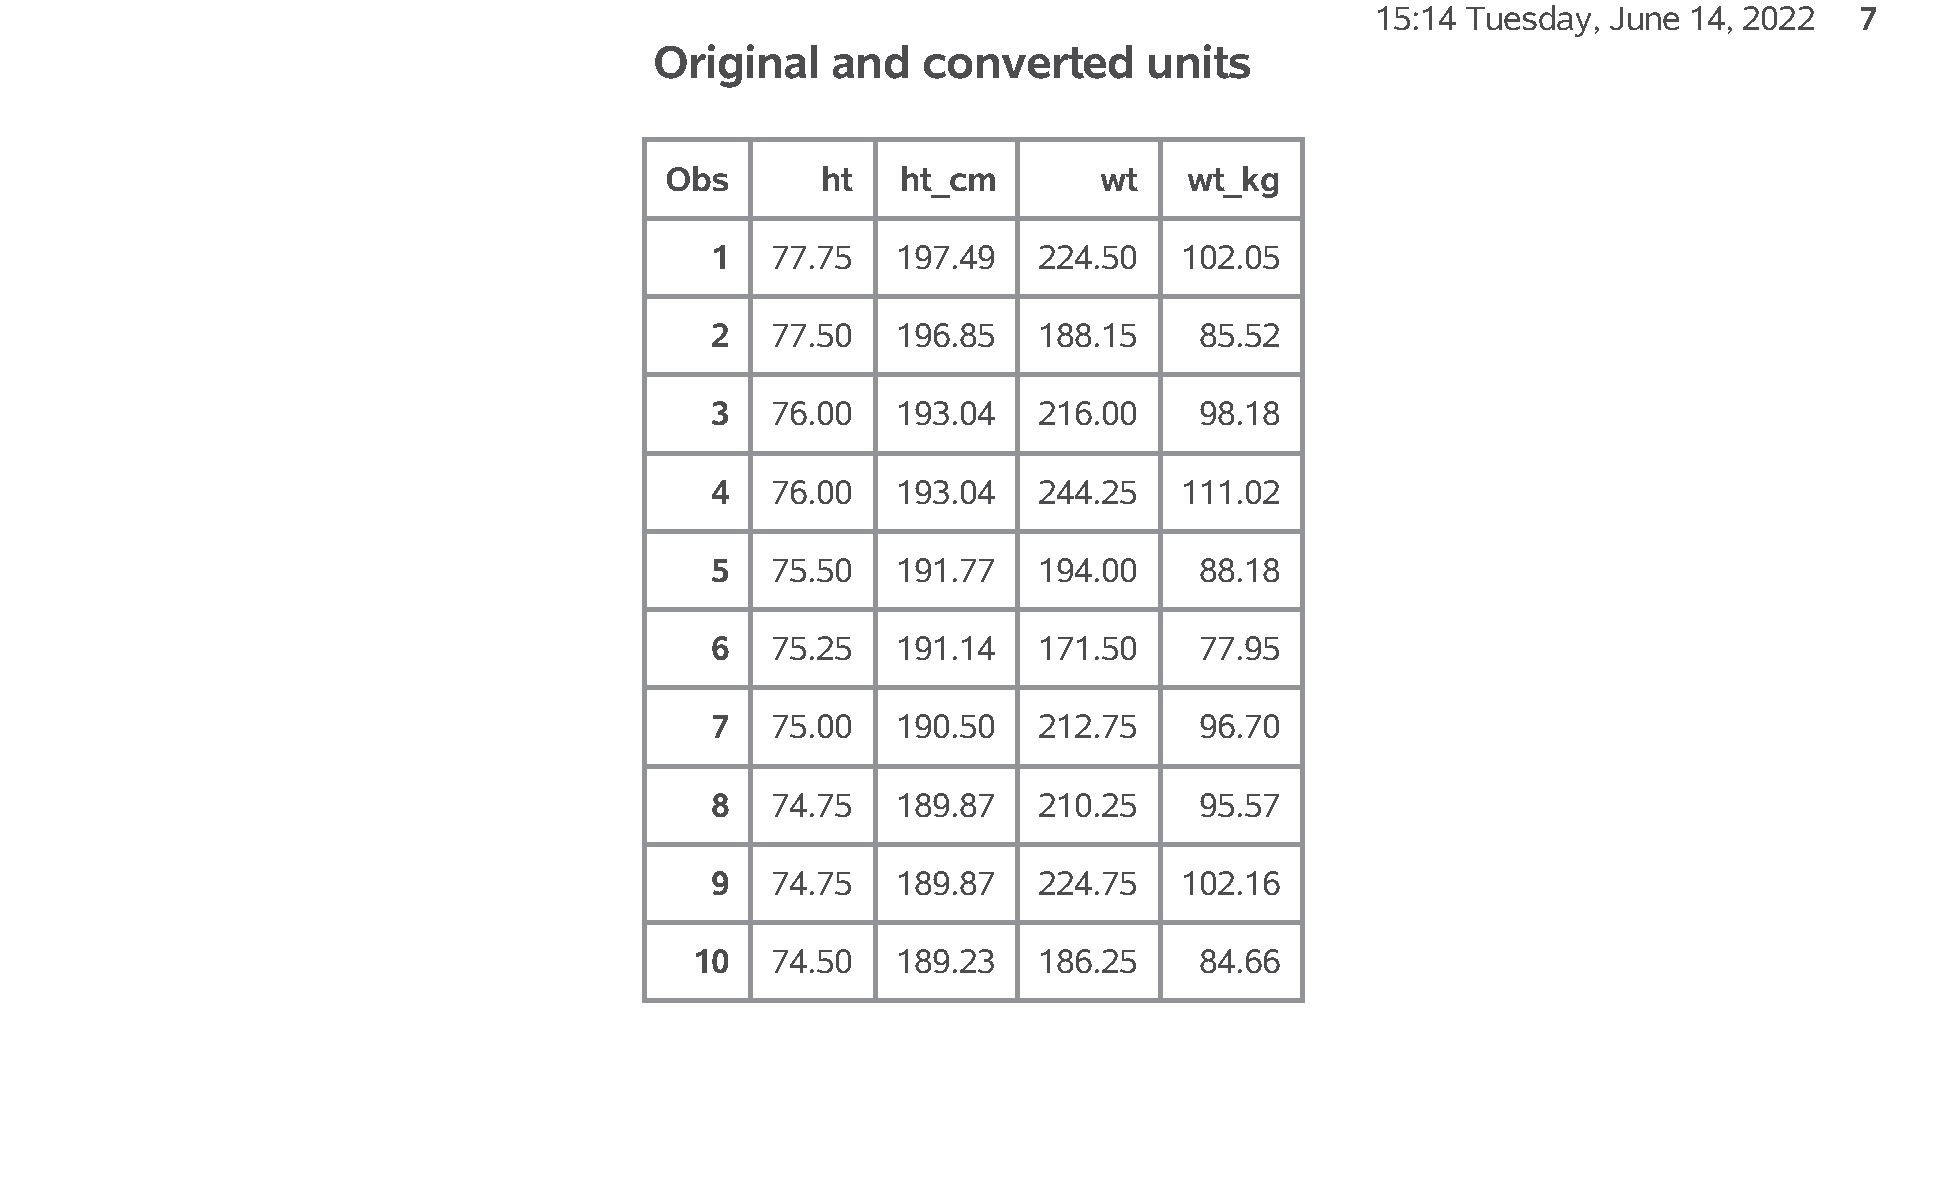 15:14 Tuesday, June 14, 2022 7
Original and converted units
Obs ht ht_cm wt wt_kg
1 77.75 197.49 224.50 102.05
2 77.50 196.85 188.15 85.52
3 76.00 193.04 216.00 98.18
4 76.00 193.04 244.25 111.02
5 75.50 191.77 194.00 88.18
6 75.25 191.14 171.50 77.95
7 75.00 190.50 212.75 96.70
8 74.75 189.87 210.25 95.57
9 74.75 189.87 224.75 102.16
10 74.50 189.23 186.25 84.66